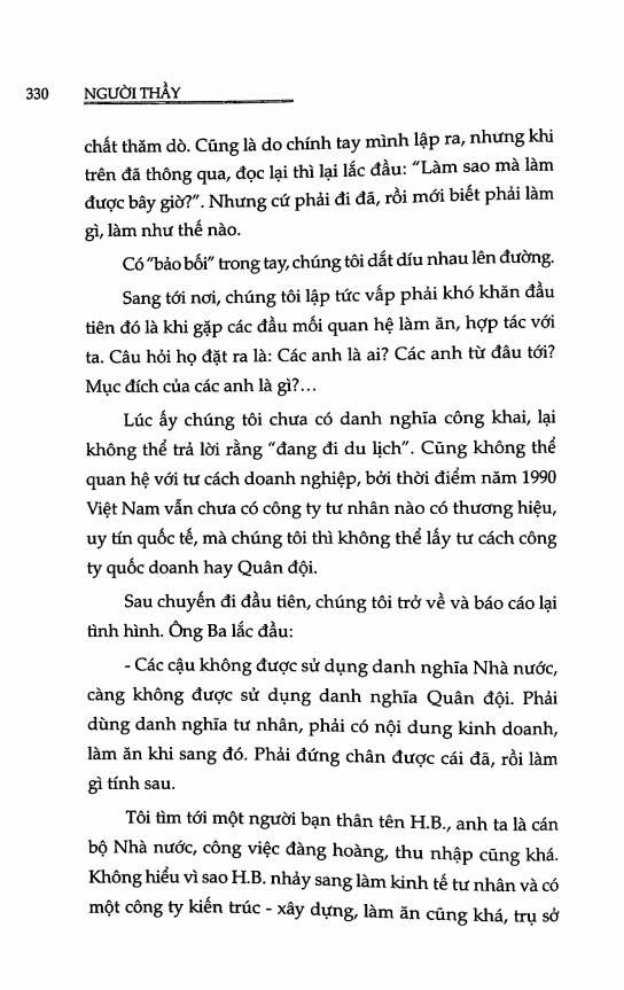 330 NGƯỜI THẦY
chất thăm dò. Cũng là do chính tay mình lập ra, nhưng khi
trên đã thông qua, đọc lại thì lại lắc đầu: "Làm sao mà làm
được bây giờ?". Nhưng cứ phải đi đã, rồi mới biết phải làm
gì, làm như thế nào.
Có "bảo bối" trong tay, chúng tôi dắt díu nhau lên đường.
Sang tới nơi, chúng tôi lập tức vấp phải khó khăn đầu
tiên đó là khi gặp các đầu mối quan hệ làm ăn, hợp tác với
ta. Câu hỏi họ đặt ra là: Các anh là ai? Các anh từ đâu tới?
Mục đích của các anh là gì?...
Lúc ấy chúng tôi chưa có danh nghĩa công khai, lại
không thể trả lời rằng "đang đi du lịch". Cũng không thể
quan hệ với tư cách doanh nghiệp, bởi thời điểm năm 1990
Việt Nam vẫn chưa có công ty tư nhân nào có thương hiệu,
uy tín quốc tế, mà chúng tôi thì không thể lấy tư cách công
ty quốc doanh hay Quân đội.
Sau chuyến đi đầu tiên, chúng tôi trở về và báo cáo lại
tình hình. Ông Ba lắc đầu:
- Các cậu không được sử dụng danh nghĩa Nhà nước,
càng không được sử dụng danh nghĩa Quân đội. Phải
dùng danh nghĩa tư nhân, phải có nội dung kinh doanh,
làm ăn khi sang đó. Phải đứng chân được cái đã, rồi làm
gì tính sau.
Tôi tìm tới một người bạn thân tên H.B., anh ta là cán
bộ Nhà nước, công việc đàng hoàng, thu nhập cũng khá.
Không hiểu vì sao H.B. nhảy sang làm kinh tế tư nhân và có
một công ty kiến trúc - xây dựng, làm ăn cũng khá, trụ sở